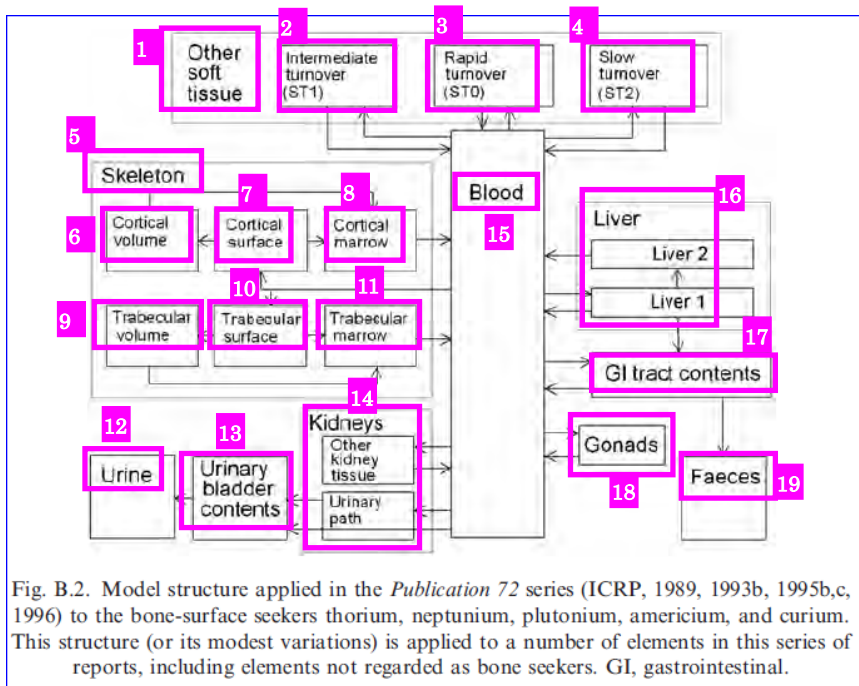 1
Other
soft
tissue
2
Intermediate
turnover
(ST1)
3
Rapid
turnover
(ST0)
4
Slow
turnover
(ST2)
5
Skeleton
6
Cortical
volume
7
Cortical
surface
8
Cortical
marrow
9
Trabecular
volume
10
Trabecular
surface
11
Trabecular
marrow
Blood
15
16
Liver
Liver 2
Liver 1
17
GI tract contents
12
Urine
13
Urinary
bladder
contents
14
Kidneys
Other
kidney
tissue
Urinary
path
Gonads
18
Faeces
19
Fig. B.2. Model structure applied in the Publication 72 series (ICRP, 1989, 1993b, 1995b,c,
1996) to the bone-surface seekers thorium, neptunium, plutonium, americium, and curium.
This structure (or its modest variations) is applied to a number of elements in this series of
reports, including elements not regarded as bone seekers. GI, gastrointestinal.